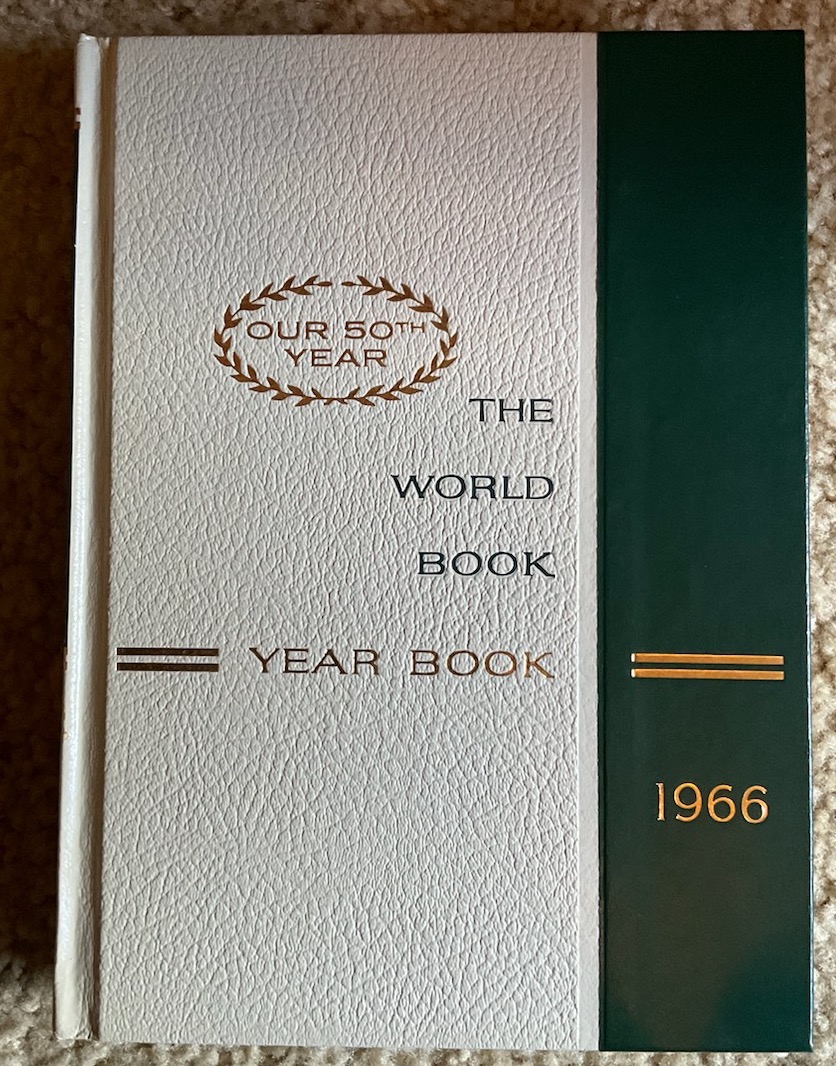 OUR 50TH
YEAR
THE
WORLD
BOOK
YEAR BOOK
1966